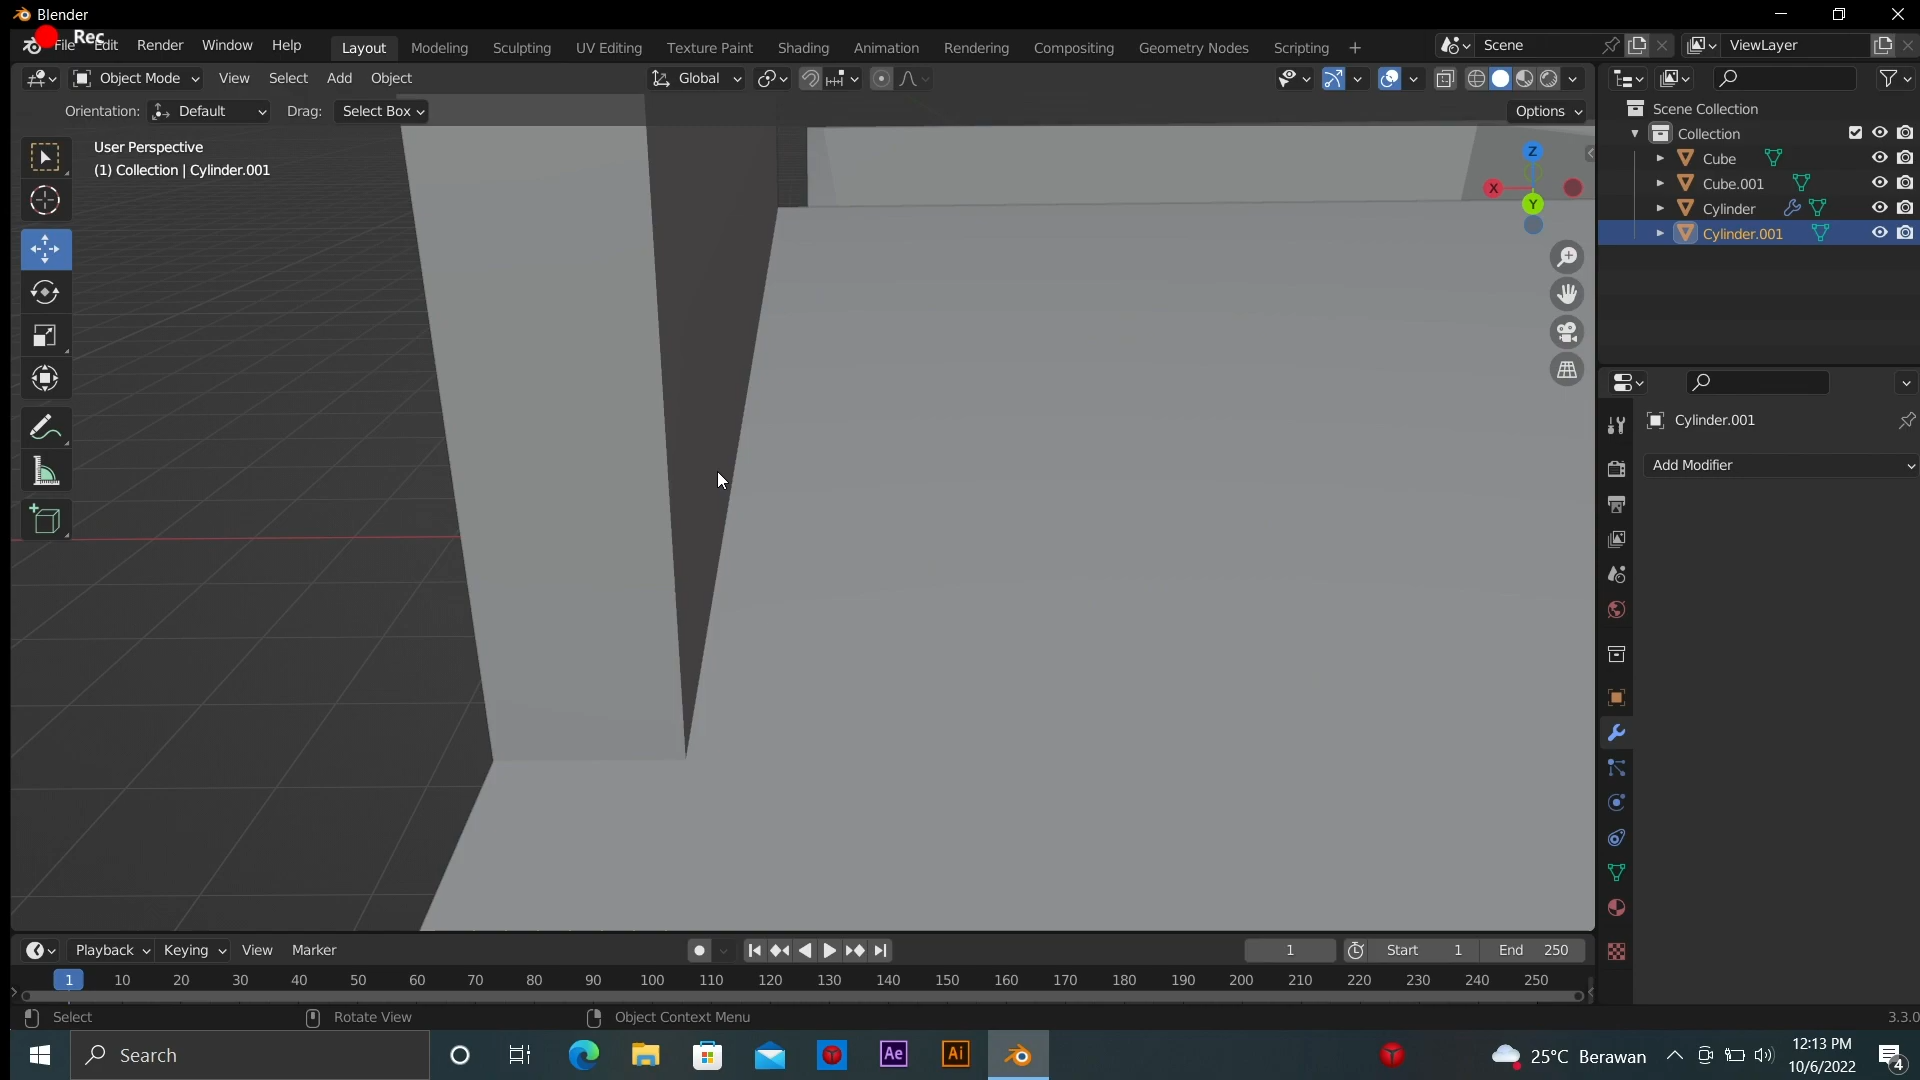 Blender
Rec
File Edit Render Window Help Layout Modeling Sculpting UV Editing Texture Paint Shading Animation Rendering Compositing Geometry Nodes Scripting + Scene ViewLayer
Object Mode View Select Add Object Global
Orientation: Default Drag: Select Box Options
User Perspective
(1) Collection | Cylinder.001
Z
X
Y
Scene Collection
Collection
Cube
Cube.001
Cylinder
Cylinder.001
Cylinder.001
Add Modifier
Playback Keying View Marker 1 Start 1 End 250
1 10 20 30 40 50 60 70 80 90 100 110 120 130 140 150 160 170 180 190 200 210 220 230 240 250
Select Rotate View Object Context Menu 3.3.0
Search Ae Ai 25°C Berawan 12:13 PM
10/6/2022 4